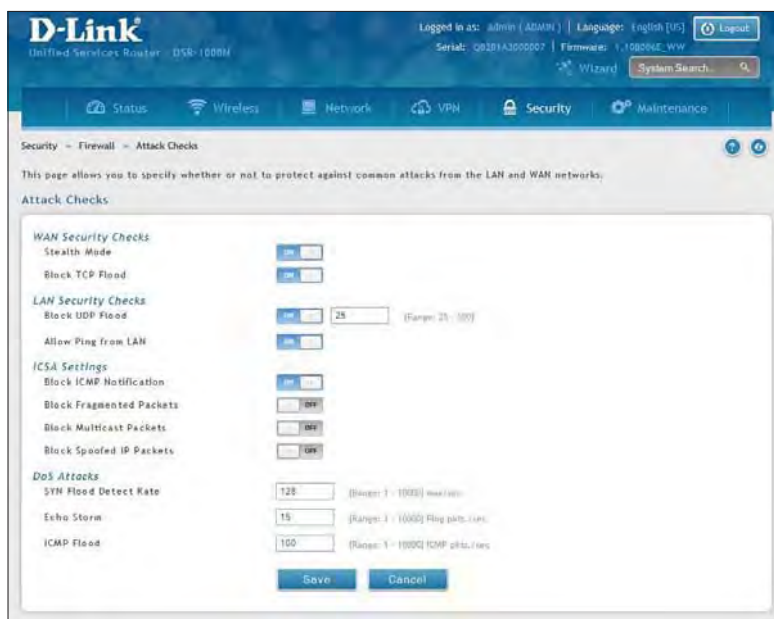 D-Link
Unified Services Router - DSR-1000N
Logged in as: admin ( ADMIN ) | Language: English [US]
Logout
Serial: | Firmware:
Wizard
System Search...
Status
Wireless
Network
VPN
Security
Maintenance
Security » Firewall » Attack Checks
This page allows you to specify whether or not to protect against common attacks from the LAN and WAN networks.
Attack Checks
WAN Security Checks
Stealth Mode ON
Block TCP Flood ON
LAN Security Checks
Block UDP Flood ON 25 [Range: 25 - 100]
Allow Ping from LAN ON
ICSA Settings
Block ICMP Notification ON
Block Fragmented Packets OFF
Block Multicast Packets OFF
Block Spoofed IP Packets OFF
DoS Attacks
SYN Flood Detect Rate 128 [Range: 1 - 10000]
Echo Storm 15 [Range: 1 - 10000] Ping pkts./sec
ICMP Flood 100 [Range: 1 - 10000] ICMP pkts./sec
Save
Cancel